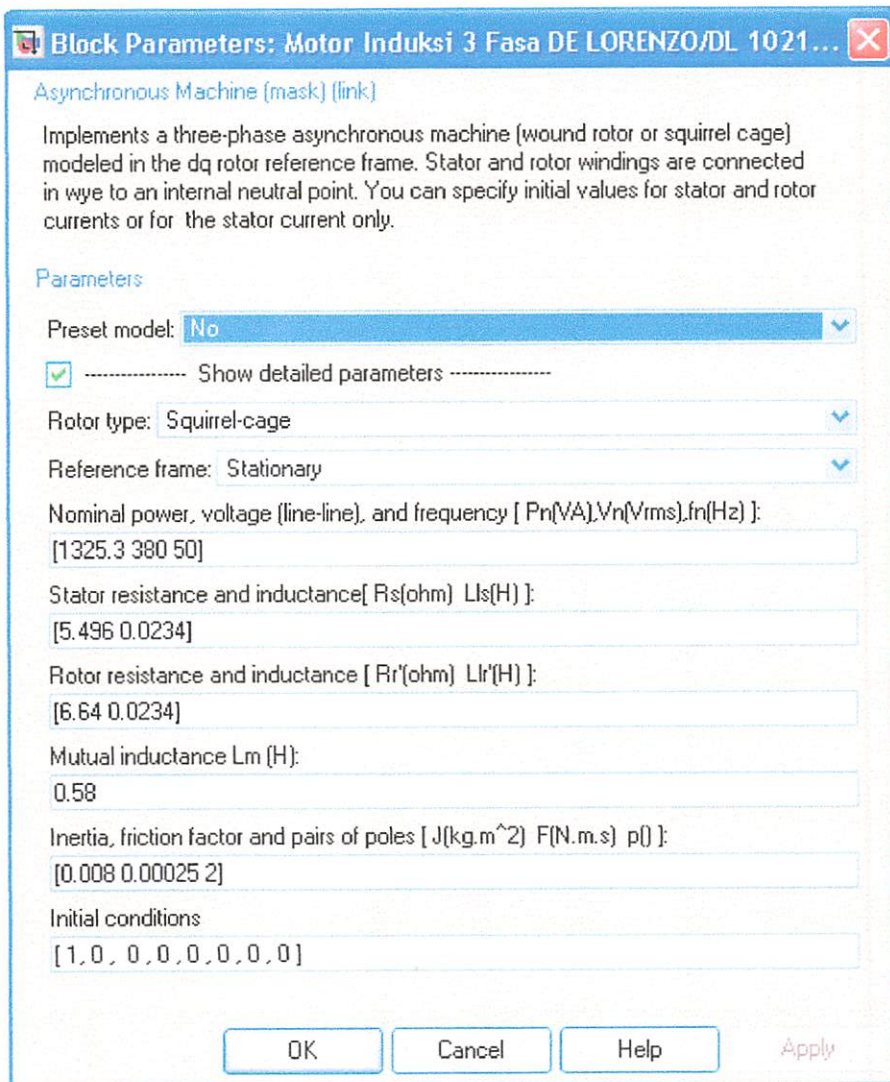 Block Parameters: Motor Induksi 3 Fasa DE LORENZO/DL 1021...
Asynchronous Machine (mask) (link)
Implements a three-phase asynchronous machine (wound rotor or squirrel cage)
modeled in the dq rotor reference frame. Stator and rotor windings are connected
in wye to an internal neutral point. You can specify initial values for stator and rotor
currents or for the stator current only.
Parameters
Preset model: No
---------------- Show detailed parameters ----------------
Rotor type: Squirrel-cage
Reference frame: Stationary
Nominal power, voltage (line-line), and frequency [ Pn(VA),Vn(Vrms),fn(Hz) ]:
[1325.3 380 50]
Stator resistance and inductance[ Rs(ohm) Lls(H) ]:
[5.496 0.0234]
Rotor resistance and inductance [ Rr'(ohm) Llr'(H) ]:
[6.64 0.0234]
Mutual inductance Lm (H):
0.58
Inertia, friction factor and pairs of poles [ J(kg.m^2) F(N.m.s) p() ]:
[0.008 0.00025 2]
Initial conditions
[ 1,0 , 0 ,0 ,0 ,0 ,0 ,0 ]
OK Cancel Help Apply